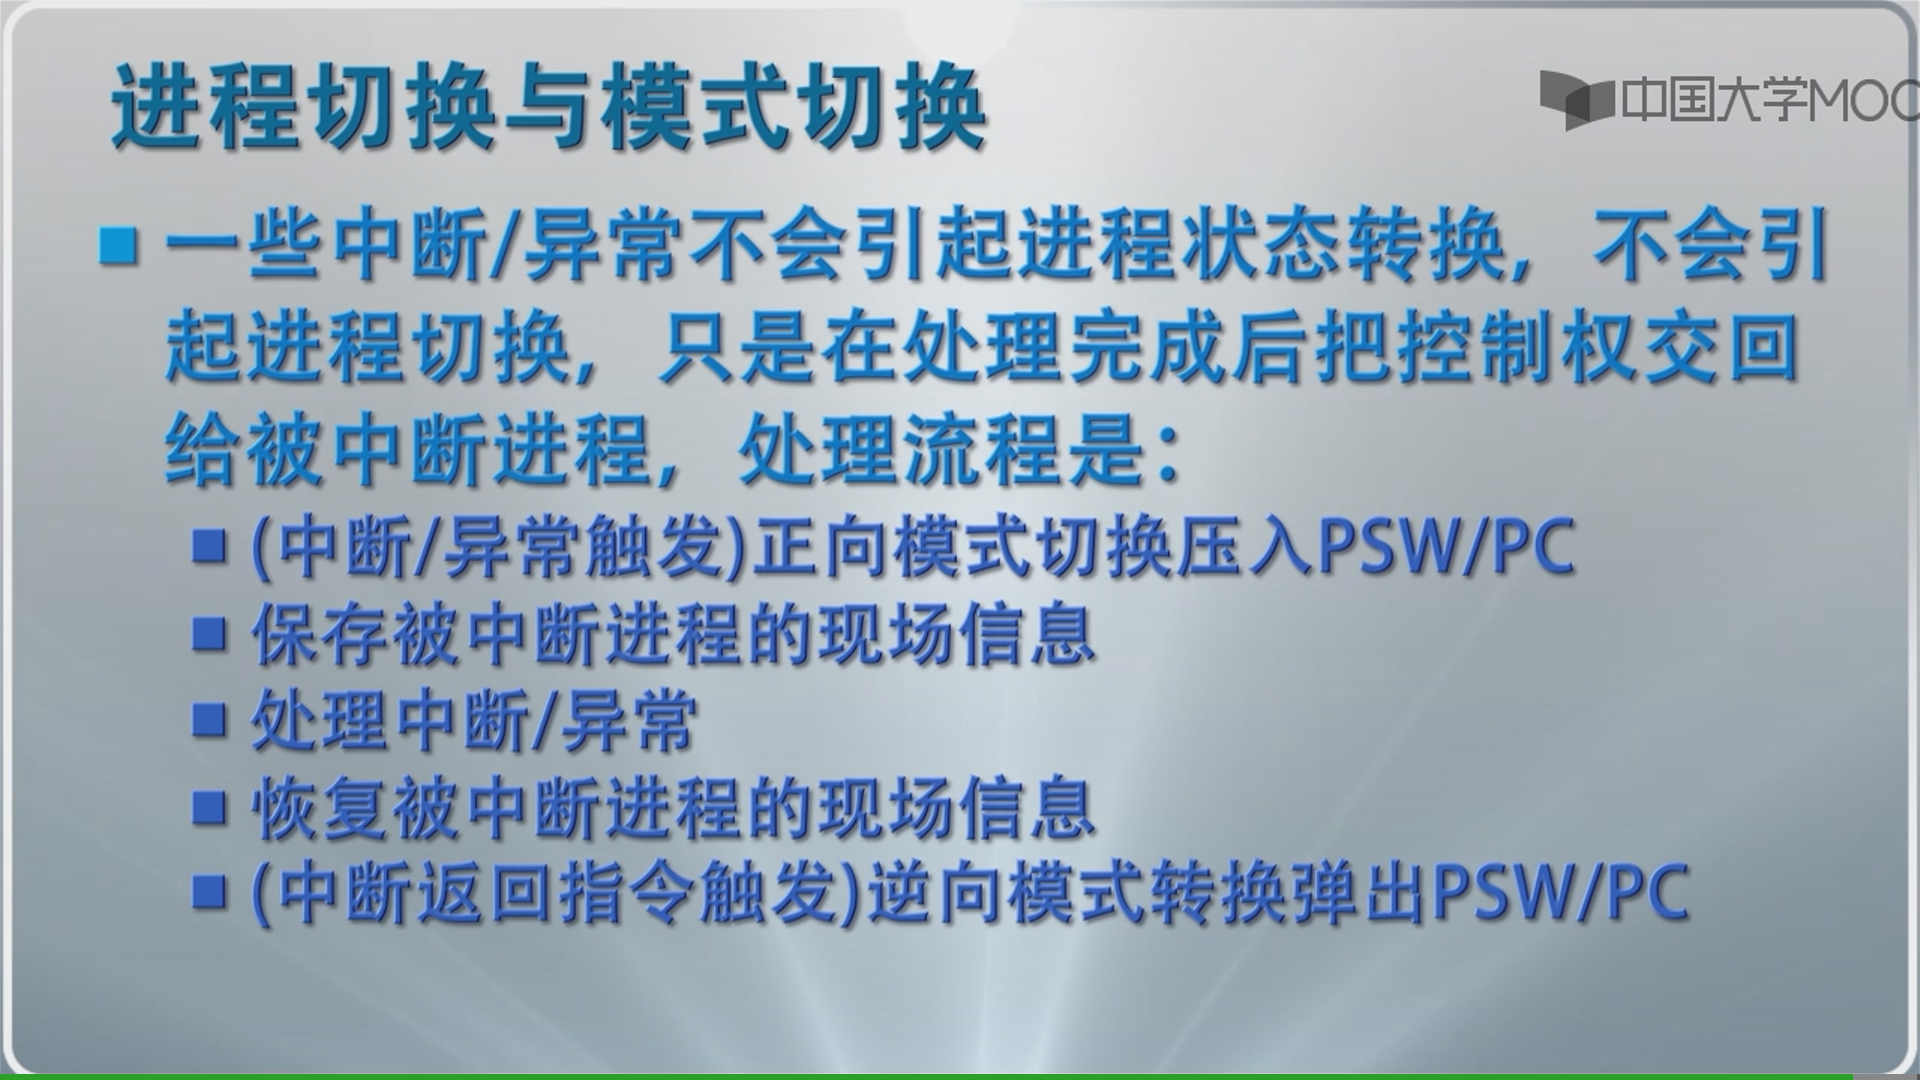 进程切换与模式切换
中国大学MOO
一些中断/异常不会引起进程状态转换，不会引
起进程切换，只是在处理完成后把控制权交回
给被中断进程，处理流程是：
(中断/异常触发)正向模式切换压入PSW/PC
保存被中断进程的现场信息
处理中断/异常
恢复被中断进程的现场信息
(中断返回指令触发)逆向模式转换弹出PSW/PC